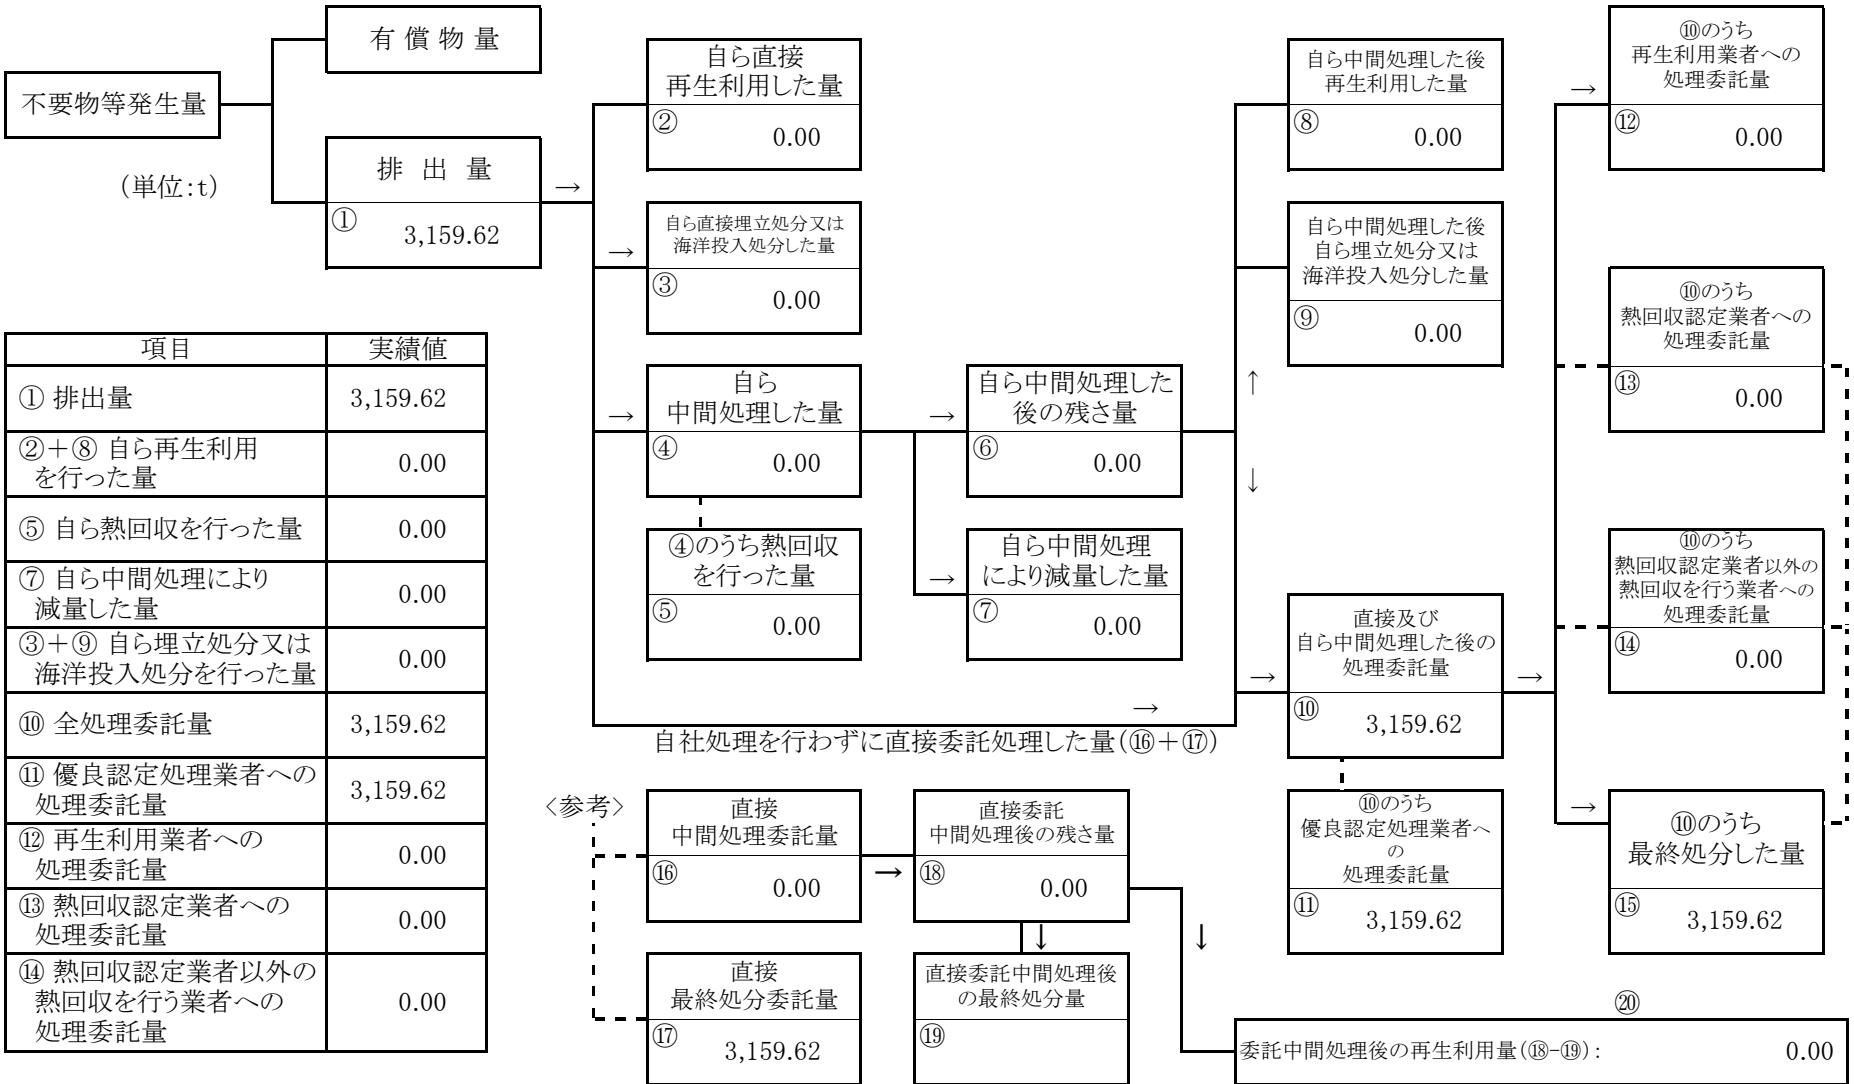 有 償 物 量
不要物等発生量
(単位:t)
排 出 量
→
① 3,159.62
自ら直接
再生利用した量
② 0.00
→
自ら直接埋立処分又は
海洋投入処分した量
③ 0.00
→
自ら
中間処理した量
④ 0.00
④のうち熱回収
を行った量
⑤ 0.00
→
自ら中間処理した
後の残さ量
⑥ 0.00
→
自ら中間処理
により減量した量
⑦ 0.00
自ら中間処理した後
再生利用した量
⑧ 0.00
自ら中間処理した後
自ら埋立処分又は
海洋投入処分した量
⑨ 0.00
↑
↓
→
自社処理を行わずに直接委託処理した量(⑯+⑰)
→
直接及び
自ら中間処理した後の
処理委託量
⑩ 3,159.62
→
⑩のうち
優良認定処理業者へ
の
処理委託量
⑪ 3,159.62
→
⑩のうち
再生利用業者への
処理委託量
⑫ 0.00
⑩のうち
熱回収認定業者への
処理委託量
⑬ 0.00
⑩のうち
熱回収認定業者以外の
熱回収を行う業者への
処理委託量
⑭ 0.00
→
⑩のうち
最終処分した量
⑮ 3,159.62
項目 実績値
① 排出量 3,159.62
②+⑧ 自ら再生利用
を行った量 0.00
⑤ 自ら熱回収を行った量 0.00
⑦ 自ら中間処理により
減量した量 0.00
③+⑨ 自ら埋立処分又は
海洋投入処分を行った量 0.00
⑩ 全処理委託量 3,159.62
⑪ 優良認定処理業者への
処理委託量 3,159.62
⑫ 再生利用業者への
処理委託量 0.00
⑬ 熱回収認定業者への
処理委託量 0.00
⑭ 熱回収認定業者以外の
熱回収を行う業者への
処理委託量 0.00
<参考>
直接
中間処理委託量
⑯ 0.00
→
直接委託
中間処理後の残さ量
⑱ 0.00
↓
↓
直接
最終処分委託量
⑰ 3,159.62
直接委託中間処理後
の最終処分量
⑲
⑳
委託中間処理後の再生利用量(⑱-⑲): 0.00